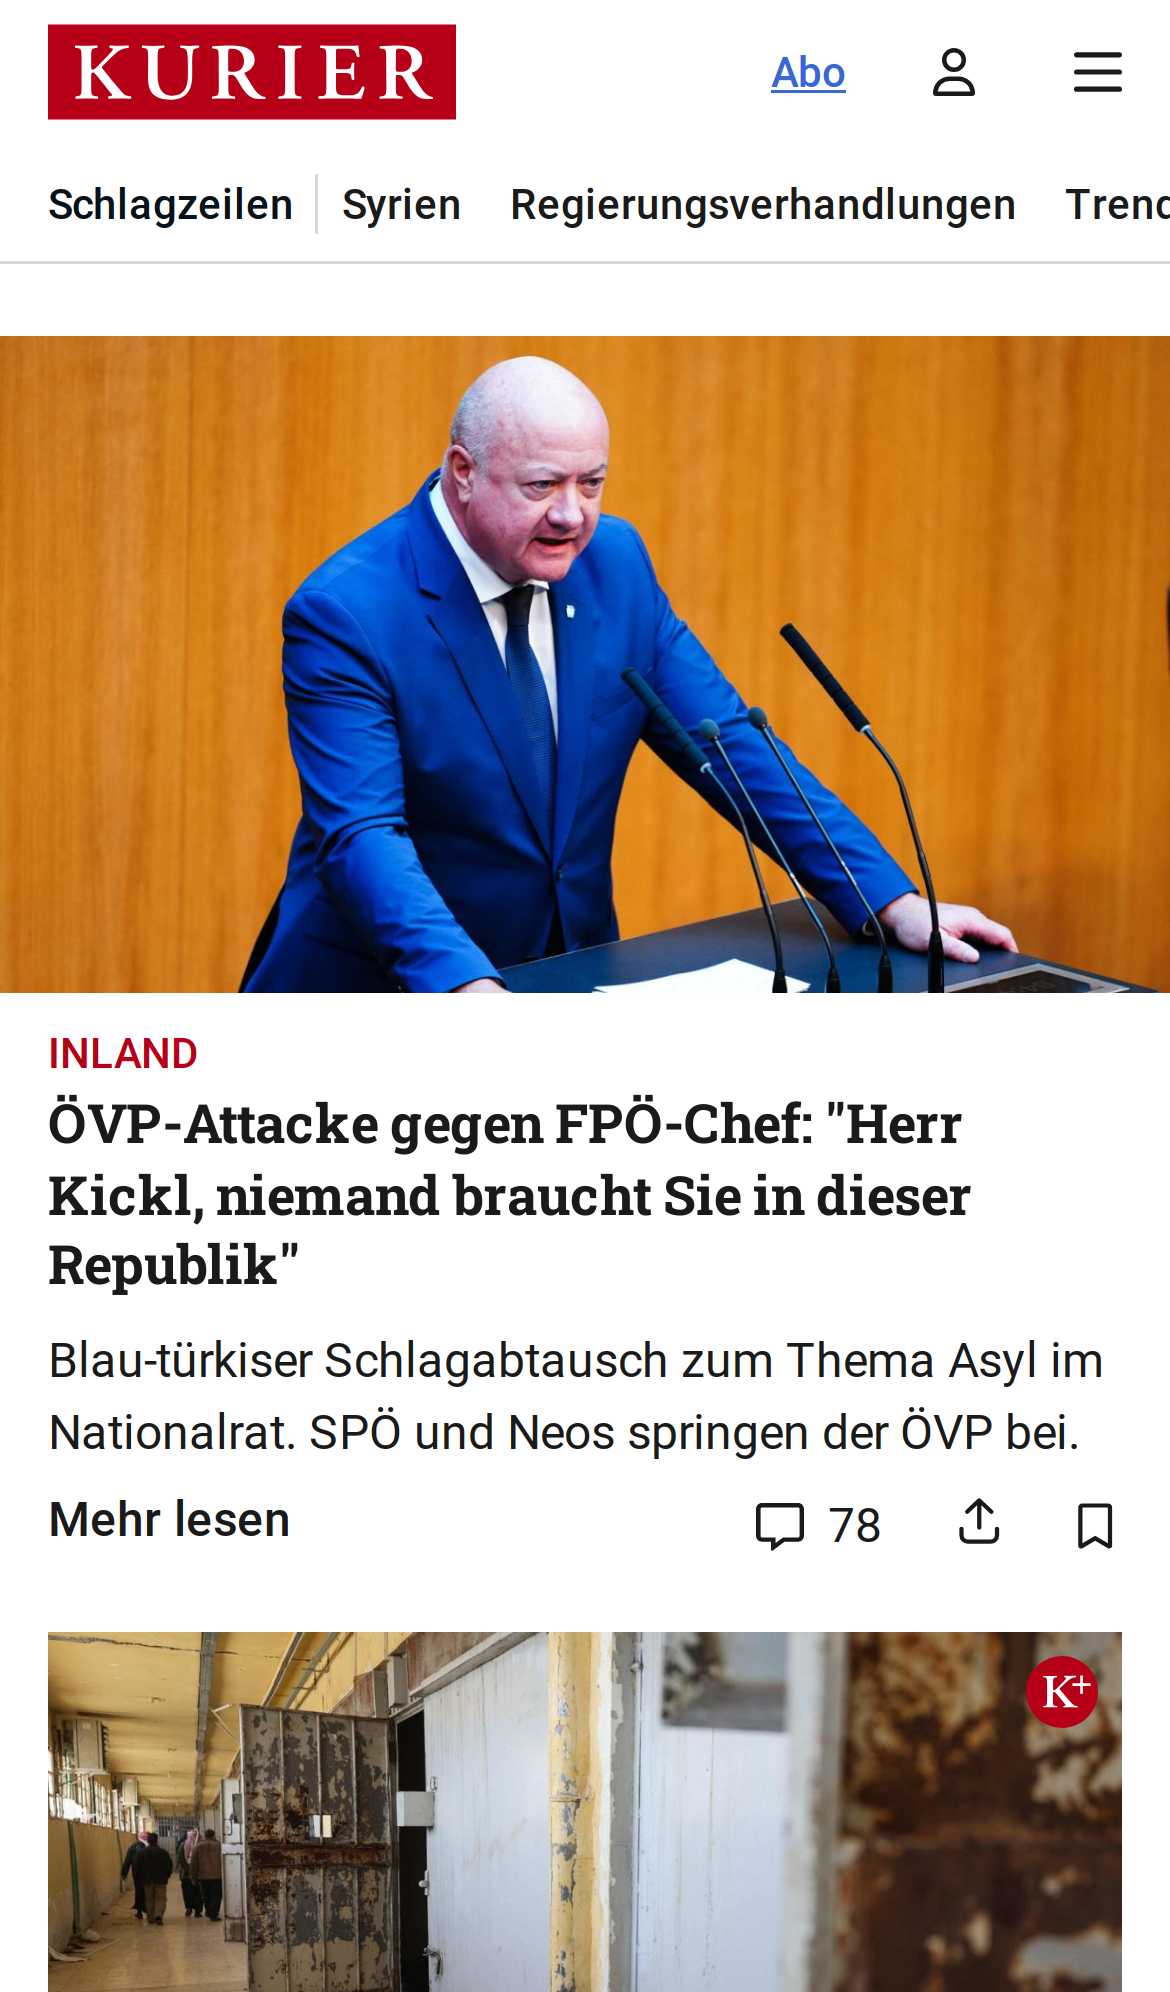 KURIER
Abo
Schlagzeilen
Syrien
Regierungsverhandlungen
Trend
INLAND
ÖVP-Attacke gegen FPÖ-Chef: "Herr
Kickl, niemand braucht Sie in dieser
Republik"
Blau-türkiser Schlagabtausch zum Thema Asyl im
Nationalrat. SPÖ und Neos springen der ÖVP bei.
Mehr lesen
78
K+